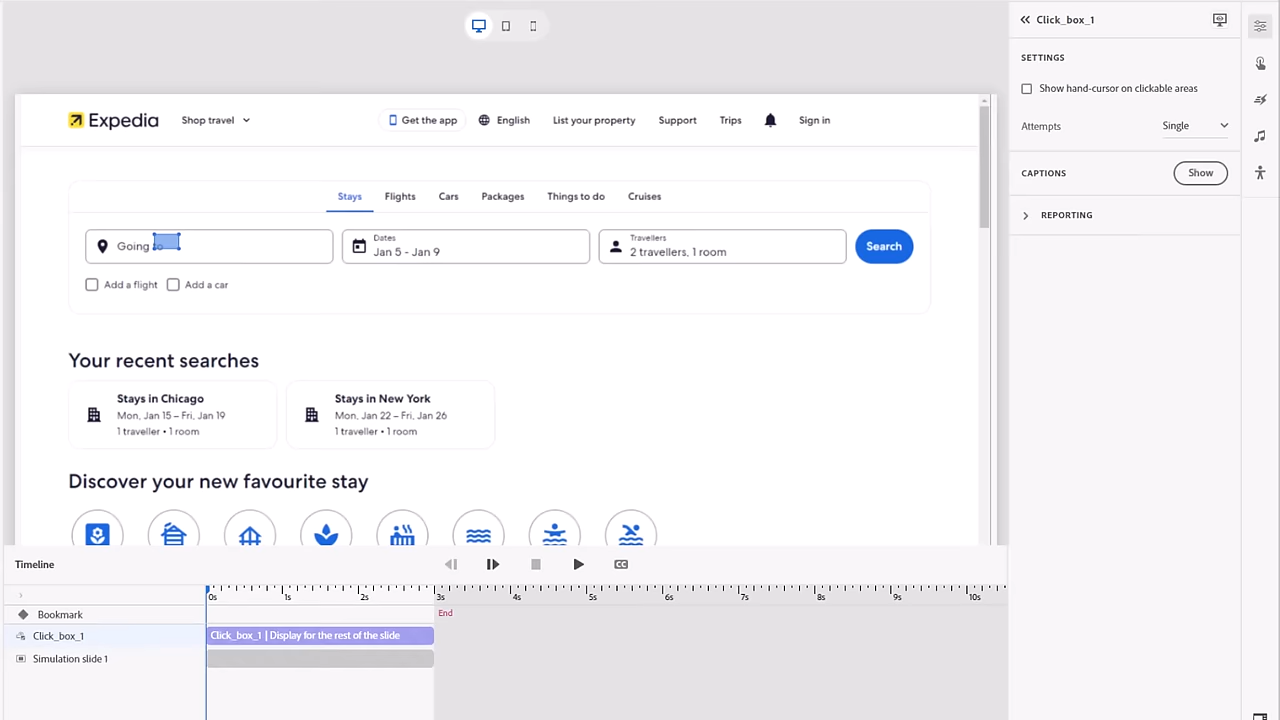 Click_box_1
SETTINGS
Show hand-cursor on clickable areas
Attempts Single
CAPTIONS Show
REPORTING
Expedia Shop travel Get the app English List your property Support Trips Sign in
Stays Flights Cars Packages Things to do Cruises
Going to
Dates
Jan 5 - Jan 9
Travellers
2 travellers, 1 room
Search
Add a flight Add a car
Your recent searches
Stays in Chicago
Mon, Jan 15 – Fri, Jan 19
1 traveller • 1 room
Stays in New York
Mon, Jan 22 – Fri, Jan 26
1 traveller • 1 room
Discover your new favourite stay
Timeline
CC
0s 1s 2s 3s 4s 5s 6s 7s 8s 9s 10s
Bookmark End
Click_box_1 Click_box_1 | Display for the rest of the slide
Simulation slide 1